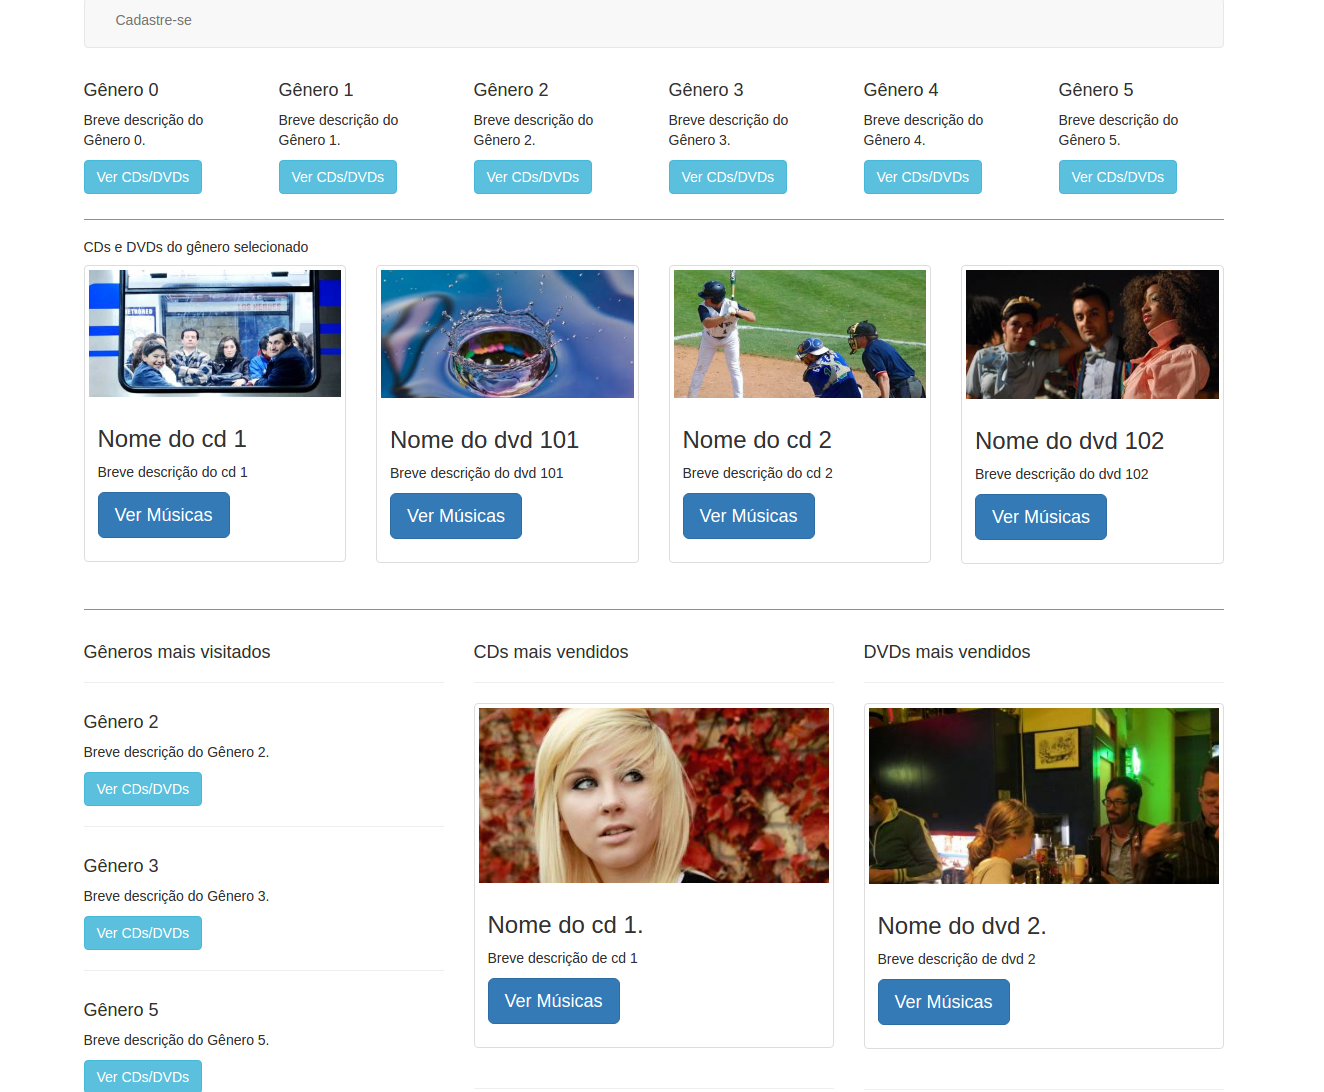 Cadastre-se
Gênero 0
Breve descrição do
Gênero 0.
Ver CDs/DVDs
Gênero 1
Breve descrição do
Gênero 1.
Ver CDs/DVDs
Gênero 2
Breve descrição do
Gênero 2.
Ver CDs/DVDs
Gênero 3
Breve descrição do
Gênero 3.
Ver CDs/DVDs
Gênero 4
Breve descrição do
Gênero 4.
Ver CDs/DVDs
Gênero 5
Breve descrição do
Gênero 5.
Ver CDs/DVDs
CDs e DVDs do gênero selecionado
Nome do cd 1
Breve descrição do cd 1
Ver Músicas
Nome do dvd 101
Breve descrição do dvd 101
Ver Músicas
Nome do cd 2
Breve descrição do cd 2
Ver Músicas
Nome do dvd 102
Breve descrição do dvd 102
Ver Músicas
Gêneros mais visitados
Gênero 2
Breve descrição do Gênero 2.
Ver CDs/DVDs
Gênero 3
Breve descrição do Gênero 3.
Ver CDs/DVDs
Gênero 5
Breve descrição do Gênero 5.
Ver CDs/DVDs
CDs mais vendidos
Nome do cd 1.
Breve descrição de cd 1
Ver Músicas
DVDs mais vendidos
Nome do dvd 2.
Breve descrição de dvd 2
Ver Músicas